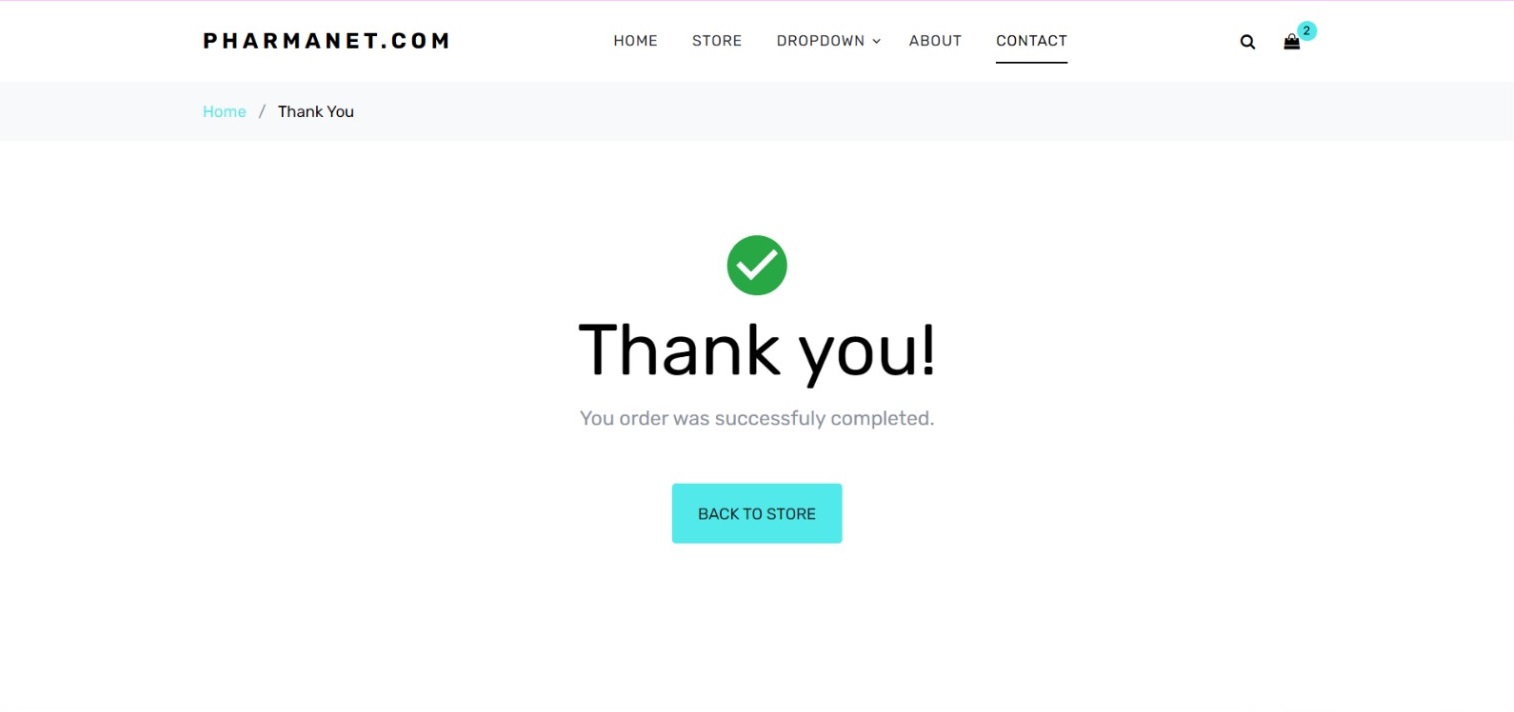 PHARMANET.COM
HOME STORE DROPDOWN ABOUT CONTACT
2
Home / Thank You
Thank you!
You order was successfuly completed.
BACK TO STORE